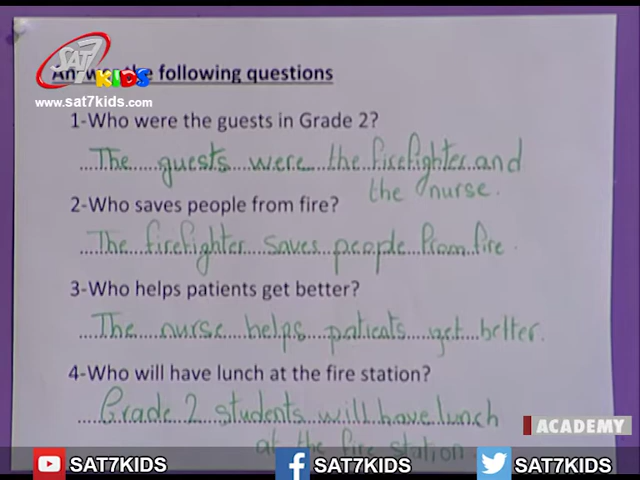 SAT7
KIDS
www.sat7kids.com
Answer the following questions
1-Who were the guests in Grade 2?
The guests were the firefighter and
the nurse.
2-Who saves people from fire?
The firefighter saves people from fire.
3-Who helps patients get better?
The nurse helps patients get better.
4-Who will have lunch at the fire station?
Grade 2 students will have lunch
at the fire station.
ACADEMY
SAT7KIDS
SAT7KIDS
SAT7KIDS